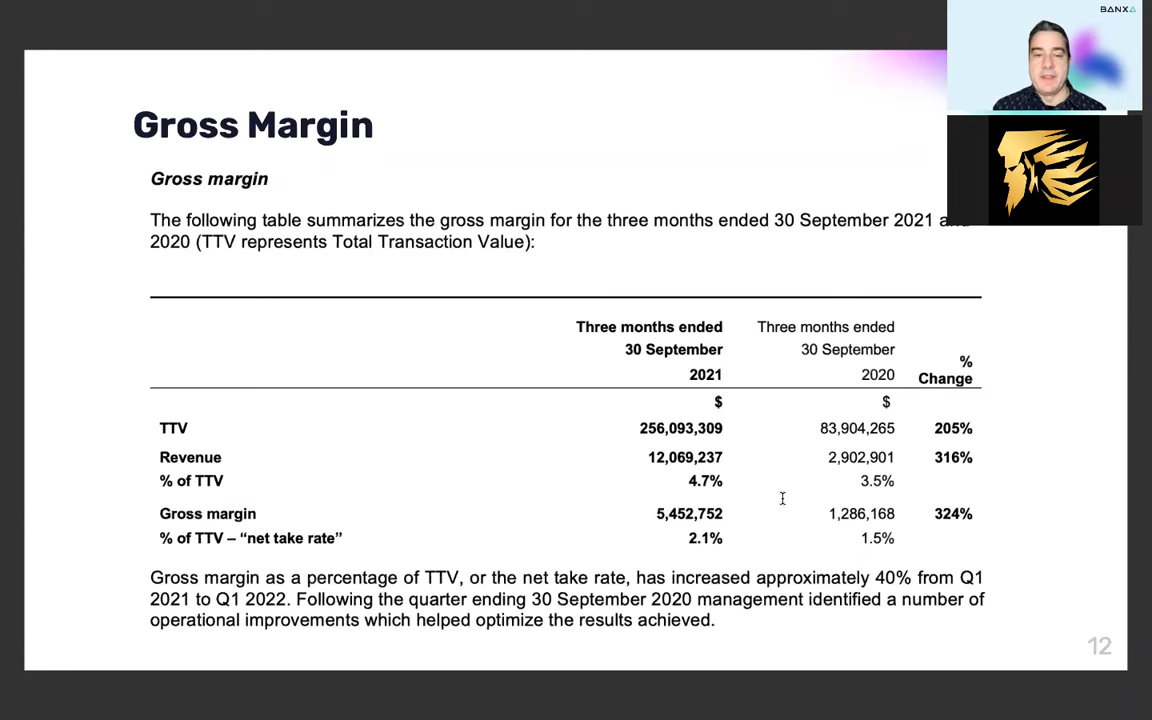 BANXA
Gross Margin
Gross margin
The following table summarizes the gross margin for the three months ended 30 September 2021
2020 (TTV represents Total Transaction Value):
Three months ended Three months ended
30 September 30 September
%
2021 2020 Change
$ $
TTV 256,093,309 83,904,265 205%
Revenue 12,069,237 2,902,901 316%
% of TTV 4.7% 3.5%
Gross margin 5,452,752 1,286,168 324%
% of TTV – “net take rate” 2.1% 1.5%
Gross margin as a percentage of TTV, or the net take rate, has increased approximately 40% from Q1
2021 to Q1 2022. Following the quarter ending 30 September 2020 management identified a number of
operational improvements which helped optimize the results achieved.
12